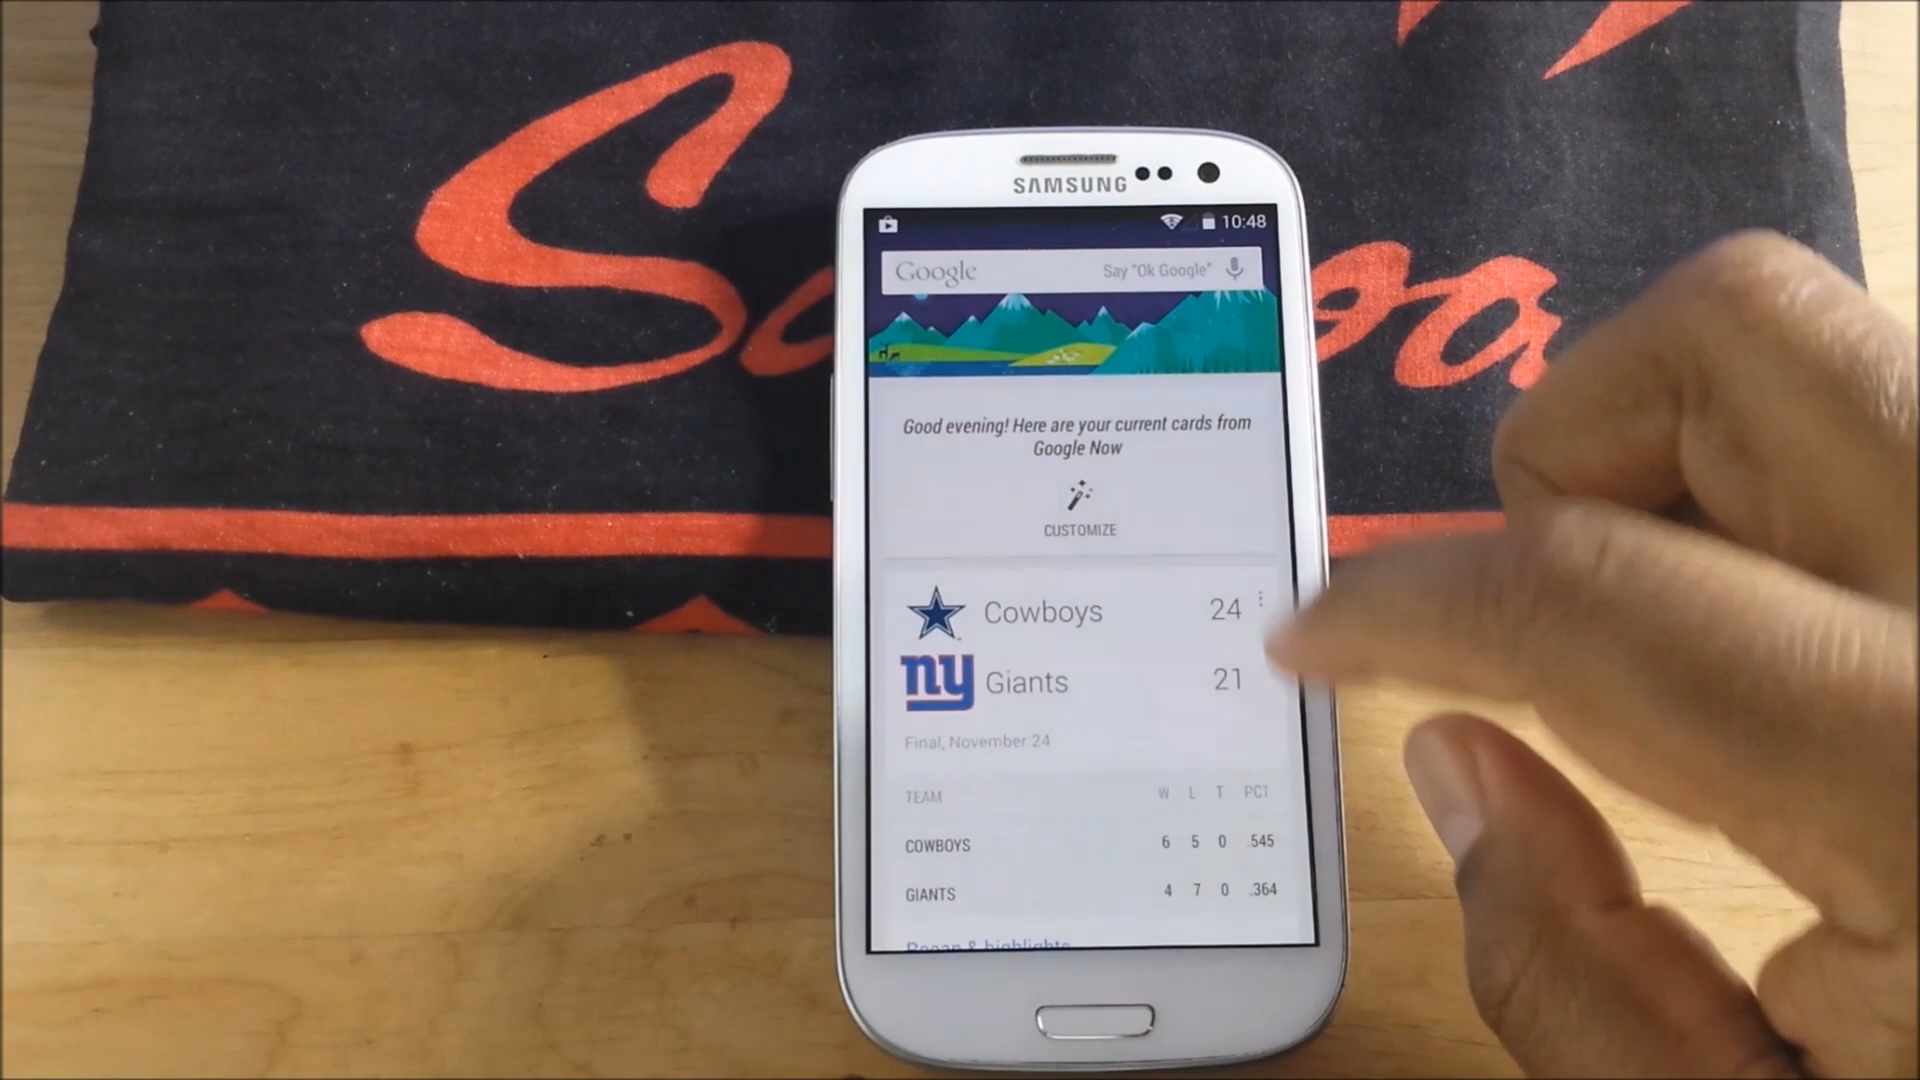 SAMSUNG
10:48
Google Say "Ok Google"
Good evening! Here are your current cards from
Google Now
CUSTOMIZE
Cowboys 24
ny Giants 21
Final, November 24
TEAM W L T PCT
COWBOYS 6 5 0 .545
GIANTS 4 7 0 .364
Recap & highlights